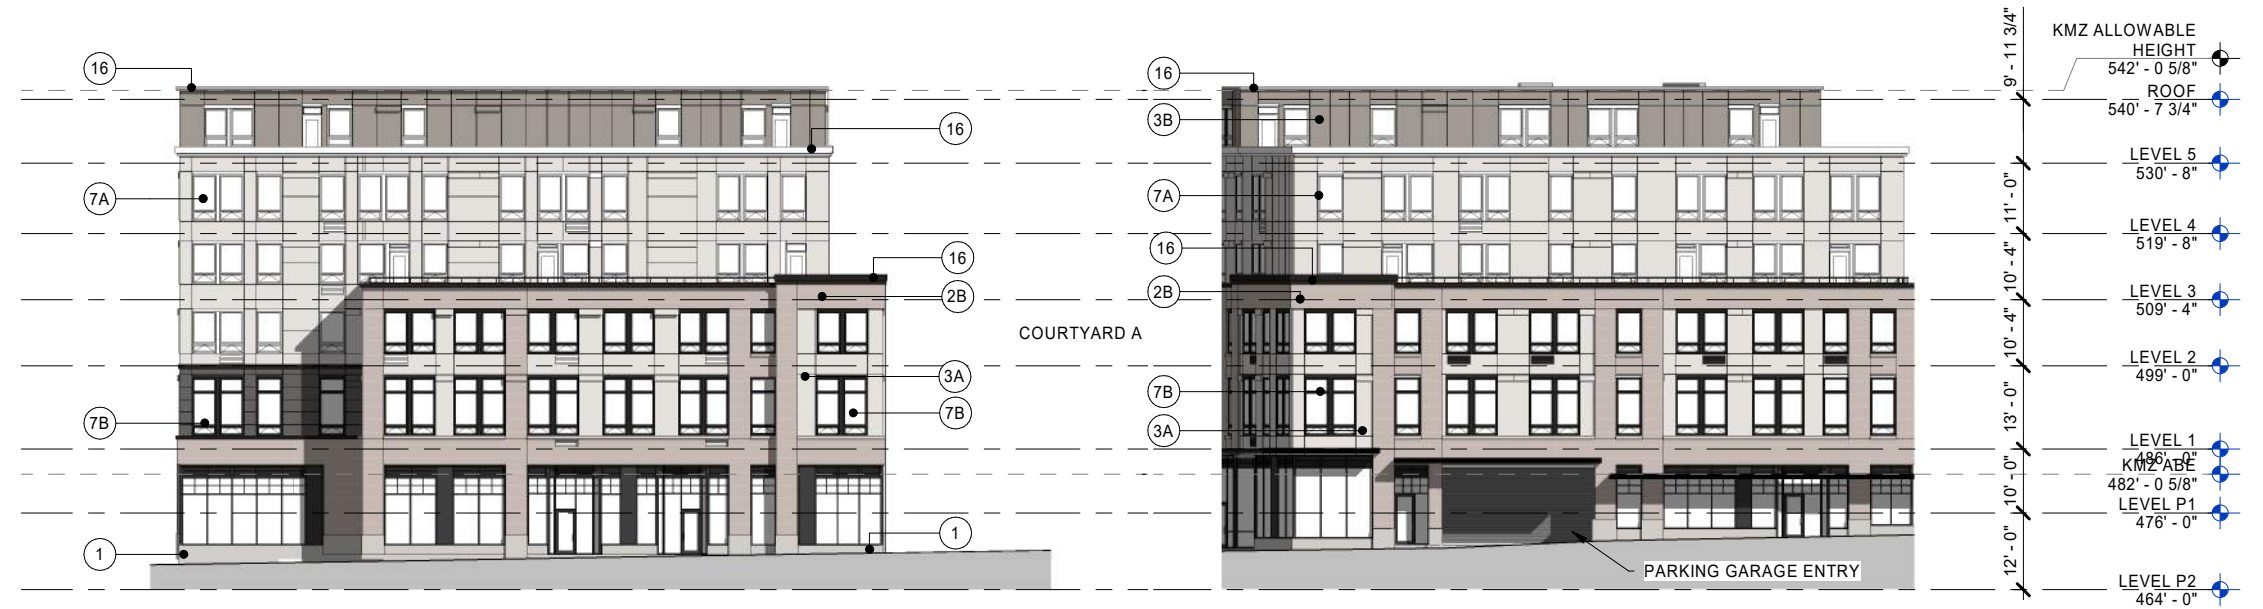 16
16
7A
16
2B
3A
7B
7B
1
1
COURTYARD A
16
3B
7A
16
2B
7B
3A
PARKING GARAGE ENTRY
9' - 11 3/4"
11' - 0"
10' - 4"
10' - 4"
13' - 0"
10' - 0"
12' - 0"
KMZ ALLOWABLE
HEIGHT
542' - 0 5/8"
ROOF
540' - 7 3/4"
LEVEL 5
530' - 8"
LEVEL 4
519' - 8"
LEVEL 3
509' - 4"
LEVEL 2
499' - 0"
LEVEL 1
486' - 0"
KMZ ABE
482' - 0 5/8"
LEVEL P1
476' - 0"
LEVEL P2
464' - 0"